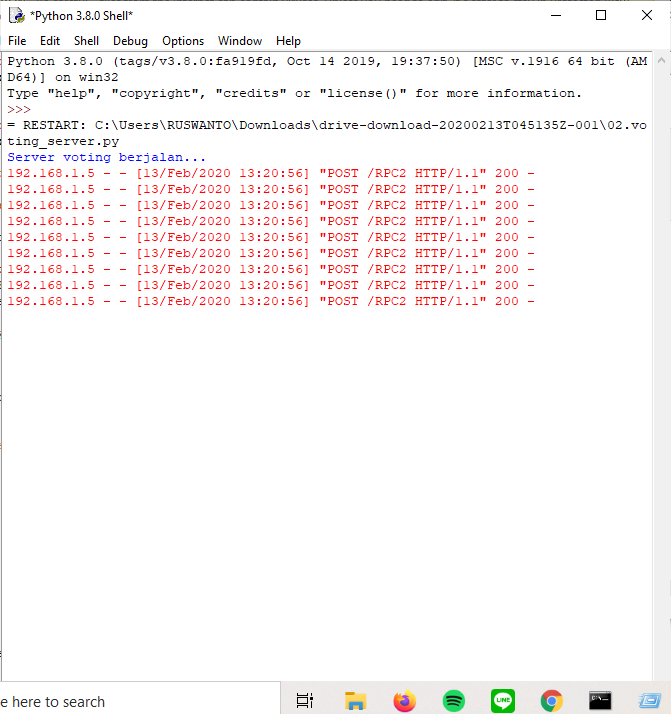 *Python 3.8.0 Shell*
File Edit Shell Debug Options Window Help
Python 3.8.0 (tags/v3.8.0:fa919fd, Oct 14 2019, 19:37:50) [MSC v.1916 64 bit (AM
D64)] on win32
Type "help", "copyright", "credits" or "license()" for more information.
>>>
= RESTART: C:\Users\RUSWANTO\Downloads\drive-download-20200213T045135Z-001\02.vo
ting_server.py
Server voting berjalan...
192.168.1.5 - - [13/Feb/2020 13:20:56] "POST /RPC2 HTTP/1.1" 200 -
192.168.1.5 - - [13/Feb/2020 13:20:56] "POST /RPC2 HTTP/1.1" 200 -
192.168.1.5 - - [13/Feb/2020 13:20:56] "POST /RPC2 HTTP/1.1" 200 -
192.168.1.5 - - [13/Feb/2020 13:20:56] "POST /RPC2 HTTP/1.1" 200 -
192.168.1.5 - - [13/Feb/2020 13:20:56] "POST /RPC2 HTTP/1.1" 200 -
192.168.1.5 - - [13/Feb/2020 13:20:56] "POST /RPC2 HTTP/1.1" 200 -
192.168.1.5 - - [13/Feb/2020 13:20:56] "POST /RPC2 HTTP/1.1" 200 -
192.168.1.5 - - [13/Feb/2020 13:20:56] "POST /RPC2 HTTP/1.1" 200 -
192.168.1.5 - - [13/Feb/2020 13:20:56] "POST /RPC2 HTTP/1.1" 200 -
e here to search
LINE